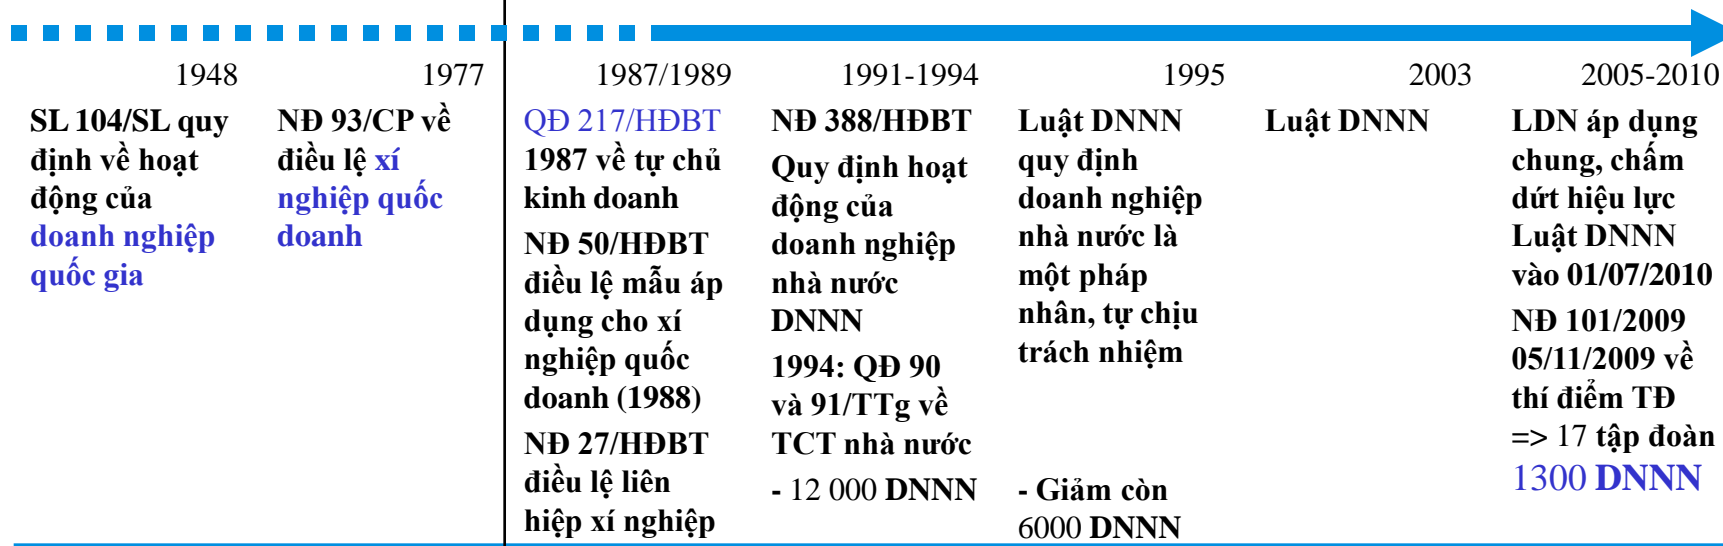 1948
SL 104/SL quy
định về hoạt
động của
doanh nghiệp
quốc gia
1977
NĐ 93/CP về
điều lệ xí
nghiệp quốc
doanh
1987/1989
QĐ 217/HĐBT
1987 về tự chủ
kinh doanh
NĐ 50/HĐBT
điều lệ mẫu áp
dụng cho xí
nghiệp quốc
doanh (1988)
NĐ 27/HĐBT
điều lệ liên
hiệp xí nghiệp
1991-1994
NĐ 388/HĐBT
Quy định hoạt
động của
doanh nghiệp
nhà nước
DNNN
1994: QĐ 90
và 91/TTg về
TCT nhà nước
- 12 000 DNNN
1995
Luật DNNN
quy định
doanh nghiệp
nhà nước là
một pháp
nhân, tự chịu
trách nhiệm
- Giảm còn
6000 DNNN
2003
Luật DNNN
2005-2010
LDN áp dụng
chung, chấm
dứt hiệu lực
Luật DNNN
vào 01/07/2010
NĐ 101/2009
05/11/2009 về
thí điểm TĐ
=> 17 tập đoàn
1300 DNNN